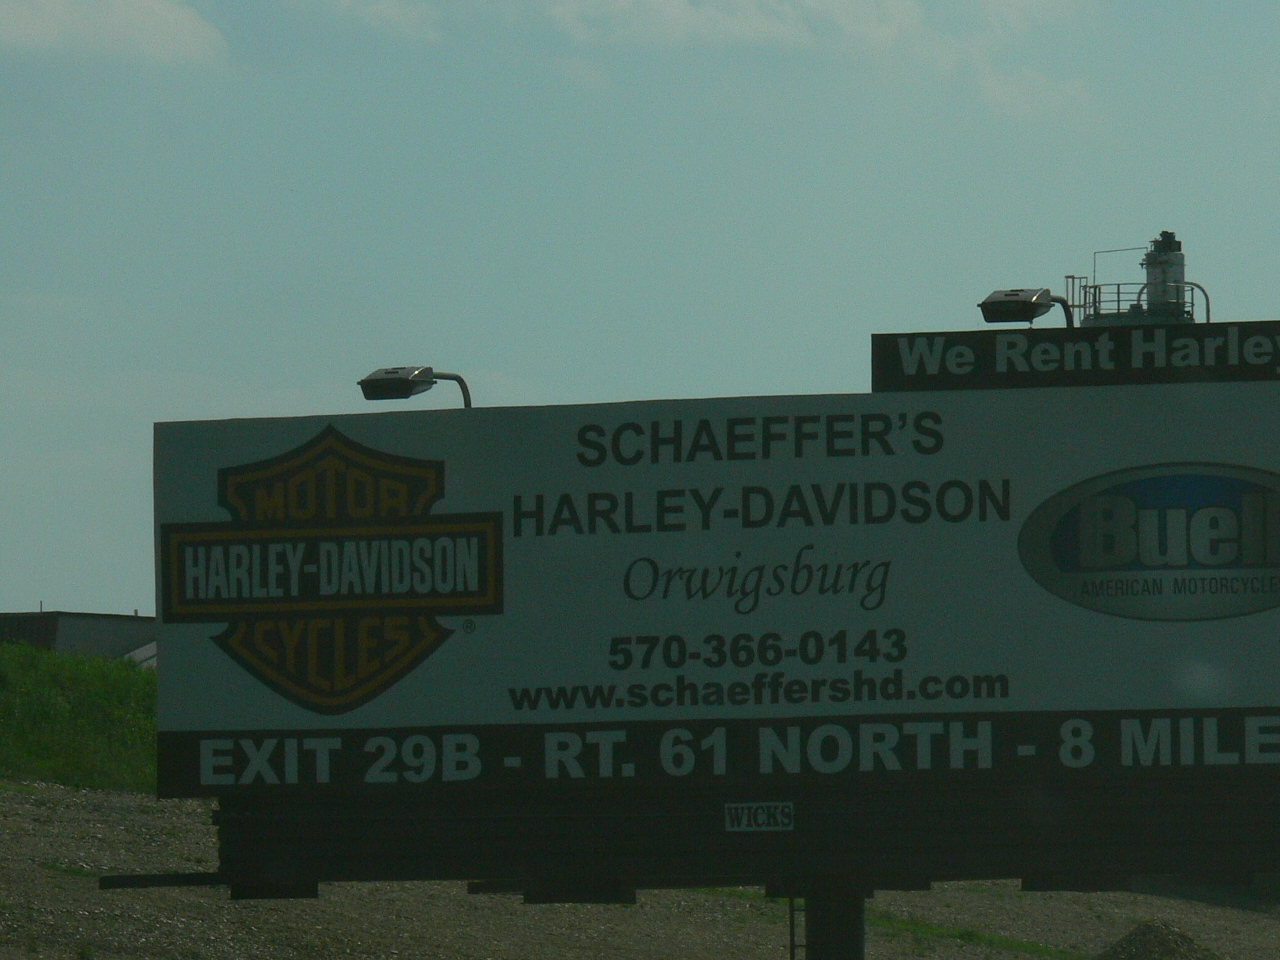 We Rent Harley
SCHAEFFER'S
HARLEY-DAVIDSON
Orwigsburg
570-366-0143
www.schaeffershd.com
MOTOR
HARLEY-DAVIDSON
CYCLES
®
Buell
AMERICAN MOTORCYCLE
EXIT 29B - RT. 61 NORTH - 8 MILE
WICKS